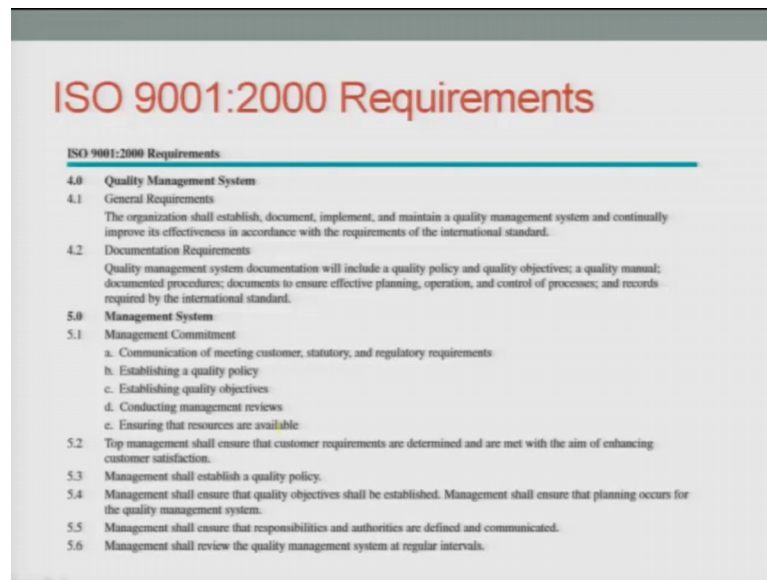 ISO 9001:2000 Requirements
ISO 9001:2000 Requirements
4.0 Quality Management System
4.1 General Requirements
The organization shall establish, document, implement, and maintain a quality management system and continually
improve its effectiveness in accordance with the requirements of the international standard.
4.2 Documentation Requirements
Quality management system documentation will include a quality policy and quality objectives; a quality manual;
documented procedures; documents to ensure effective planning, operation, and control of processes; and records
required by the international standard.
5.0 Management System
5.1 Management Commitment
a. Communication of meeting customer, statutory, and regulatory requirements
b. Establishing a quality policy
c. Establishing quality objectives
d. Conducting management reviews
e. Ensuring that resources are available
5.2 Top management shall ensure that customer requirements are determined and are met with the aim of enhancing
customer satisfaction.
5.3 Management shall establish a quality policy.
5.4 Management shall ensure that quality objectives shall be established. Management shall ensure that planning occurs for
the quality management system.
5.5 Management shall ensure that responsibilities and authorities are defined and communicated.
5.6 Management shall review the quality management system at regular intervals.